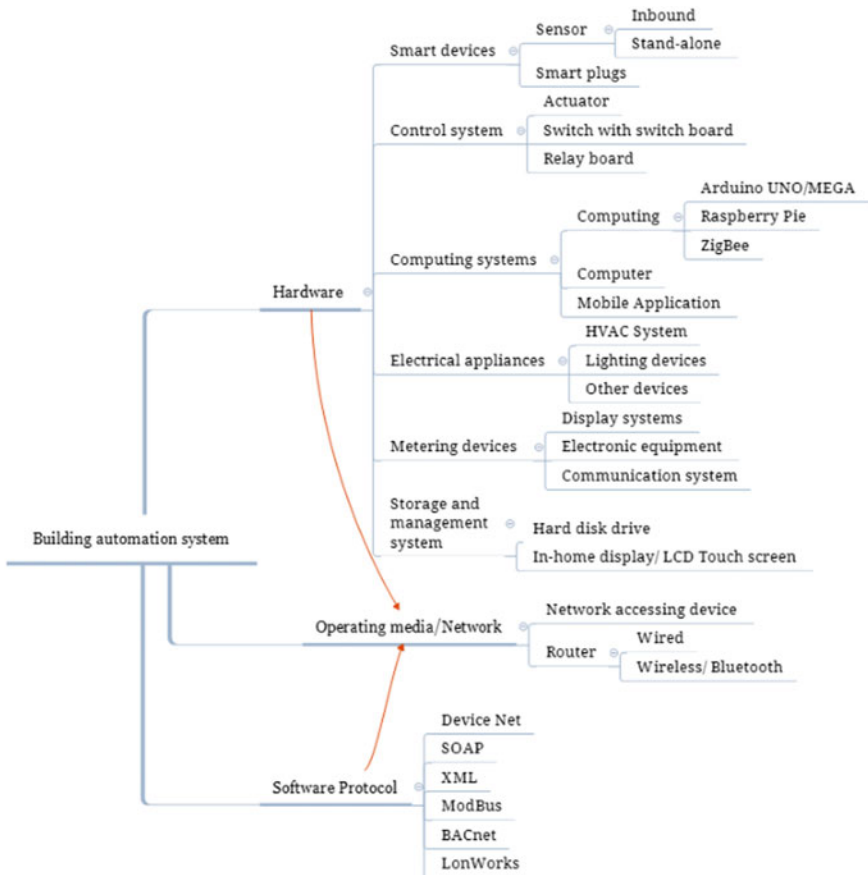 Building automation system
Hardware
Smart devices
Sensor
Inbound
Stand-alone
Smart plugs
Control system
Actuator
Switch with switch board
Relay board
Computing systems
Computing
Arduino UNO/MEGA
Raspberry Pie
ZigBee
Computer
Mobile Application
Electrical appliances
HVAC System
Lighting devices
Other devices
Metering devices
Display systems
Electronic equipment
Communication system
Storage and
management
system
Hard disk drive
In-home display/ LCD Touch screen
Operating media/Network
Network accessing device
Router
Wired
Wireless/ Bluetooth
Software Protocol
Device Net
SOAP
XML
ModBus
BACnet
LonWorks